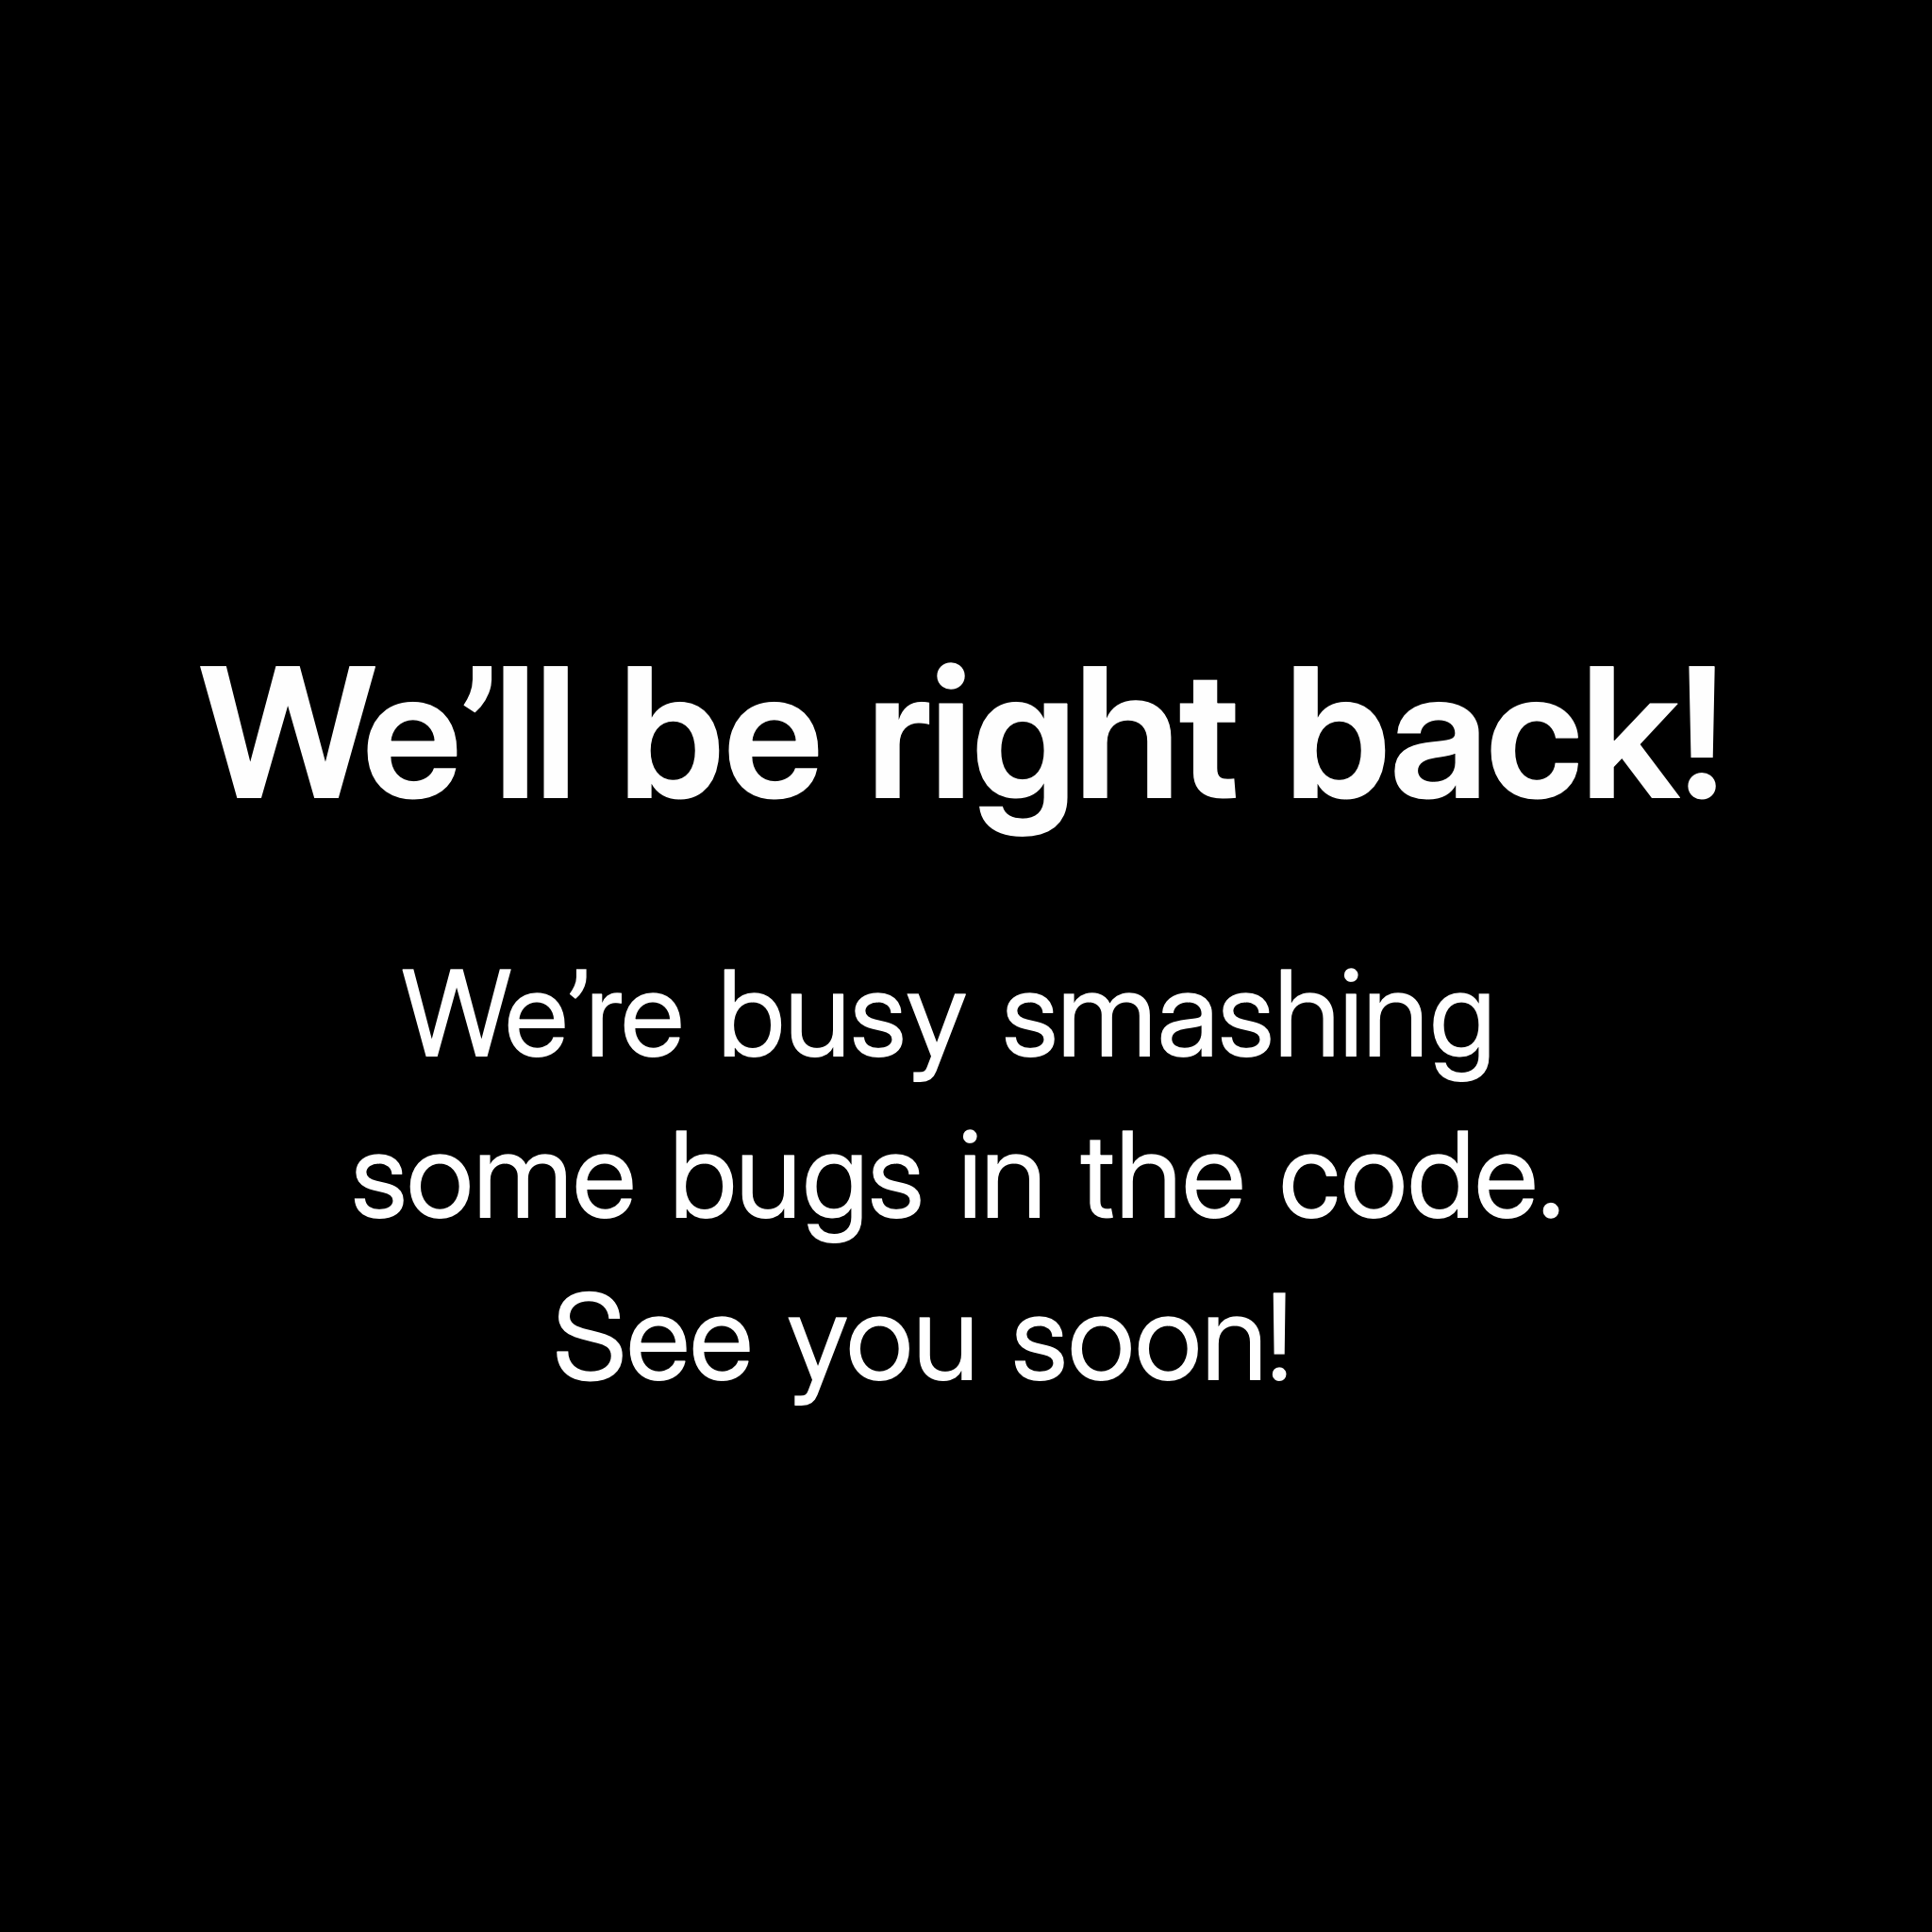 We’ll be right back!
We’re busy smashing
some bugs in the code.
See you soon!